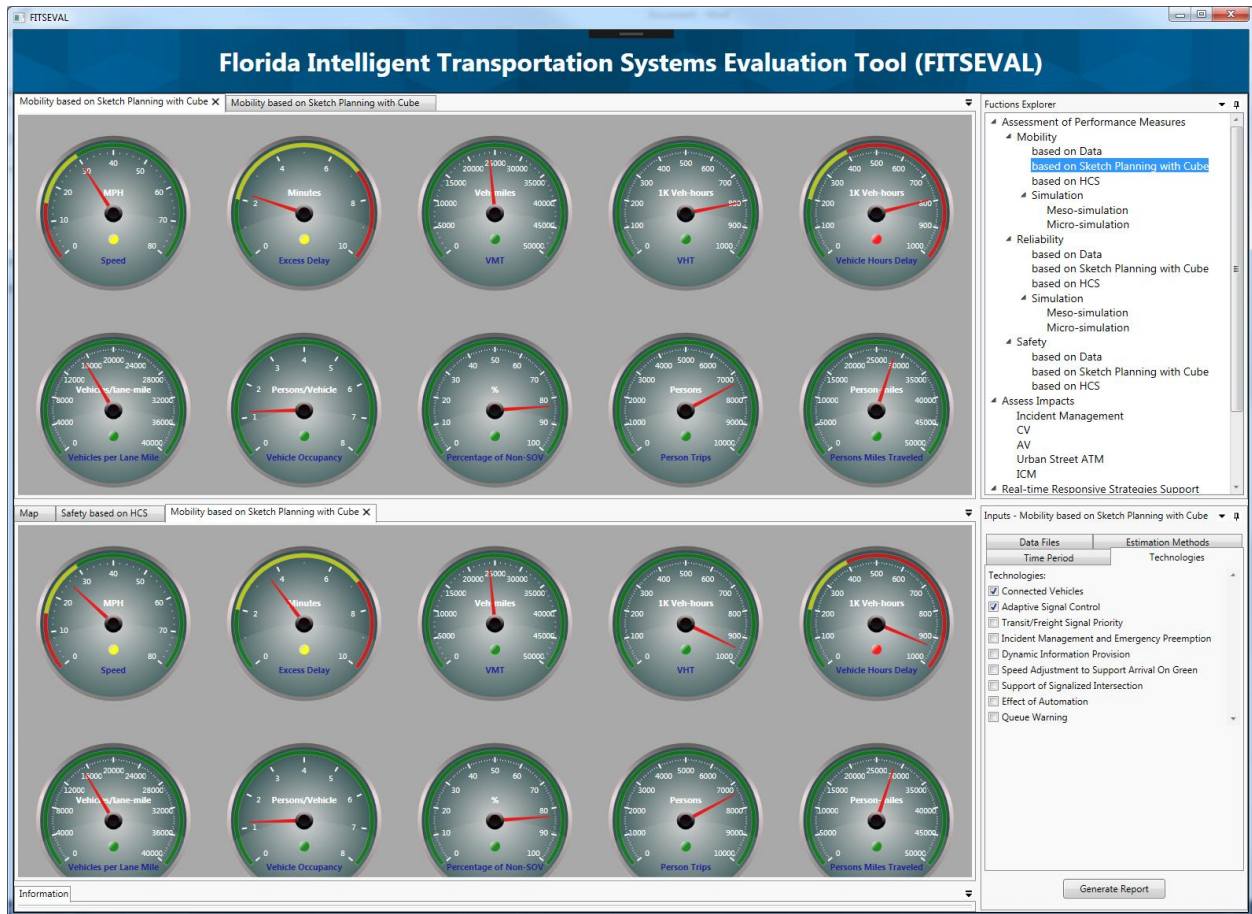 FITSEVAL
Florida Intelligent Transportation Systems Evaluation Tool (FITSEVAL)
Mobility based on Sketch Planning with Cube X
Mobility based on Sketch Planning with Cube
MPH
Speed
Minutes
Excess Delay
Veh-miles
VMT
1K Veh-hours
VHT
1K Veh-hours
Vehicle Hours Delay
Vehicles/lane-mile
Vehicles per Lane Mile
Persons/Vehicle
Vehicle Occupancy
%
Percentage of Non-SOV
Persons
Person Trips
Person-miles
Persons Miles Traveled
Fuctions Explorer
Assessment of Performance Measures
Mobility
based on Data
based on Sketch Planning with Cube
based on HCS
Simulation
Meso-simulation
Micro-simulation
Reliability
based on Data
based on Sketch Planning with Cube
based on HCS
Simulation
Meso-simulation
Micro-simulation
Safety
based on Data
based on Sketch Planning with Cube
based on HCS
Assess Impacts
Incident Management
CV
AV
Urban Street ATM
ICM
Real-time Responsive Strategies Support
Map
Safety based on HCS
Mobility based on Sketch Planning with Cube X
MPH
Speed
Minutes
Excess Delay
Veh-miles
VMT
1K Veh-hours
VHT
1K Veh-hours
Vehicle Hours Delay
Vehicles/lane-mile
Vehicles per Lane Mile
Persons/Vehicle
Vehicle Occupancy
%
Percentage of Non-SOV
Persons
Person Trips
Person-miles
Persons Miles Traveled
Inputs - Mobility based on Sketch Planning with Cube
Data Files
Estimation Methods
Time Period
Technologies
Technologies:
Connected Vehicles
Adaptive Signal Control
Transit/Freight Signal Priority
Incident Management and Emergency Preemption
Dynamic Information Provision
Speed Adjustment to Support Arrival On Green
Support of Signalized Intersection
Effect of Automation
Queue Warning
Generate Report
Information